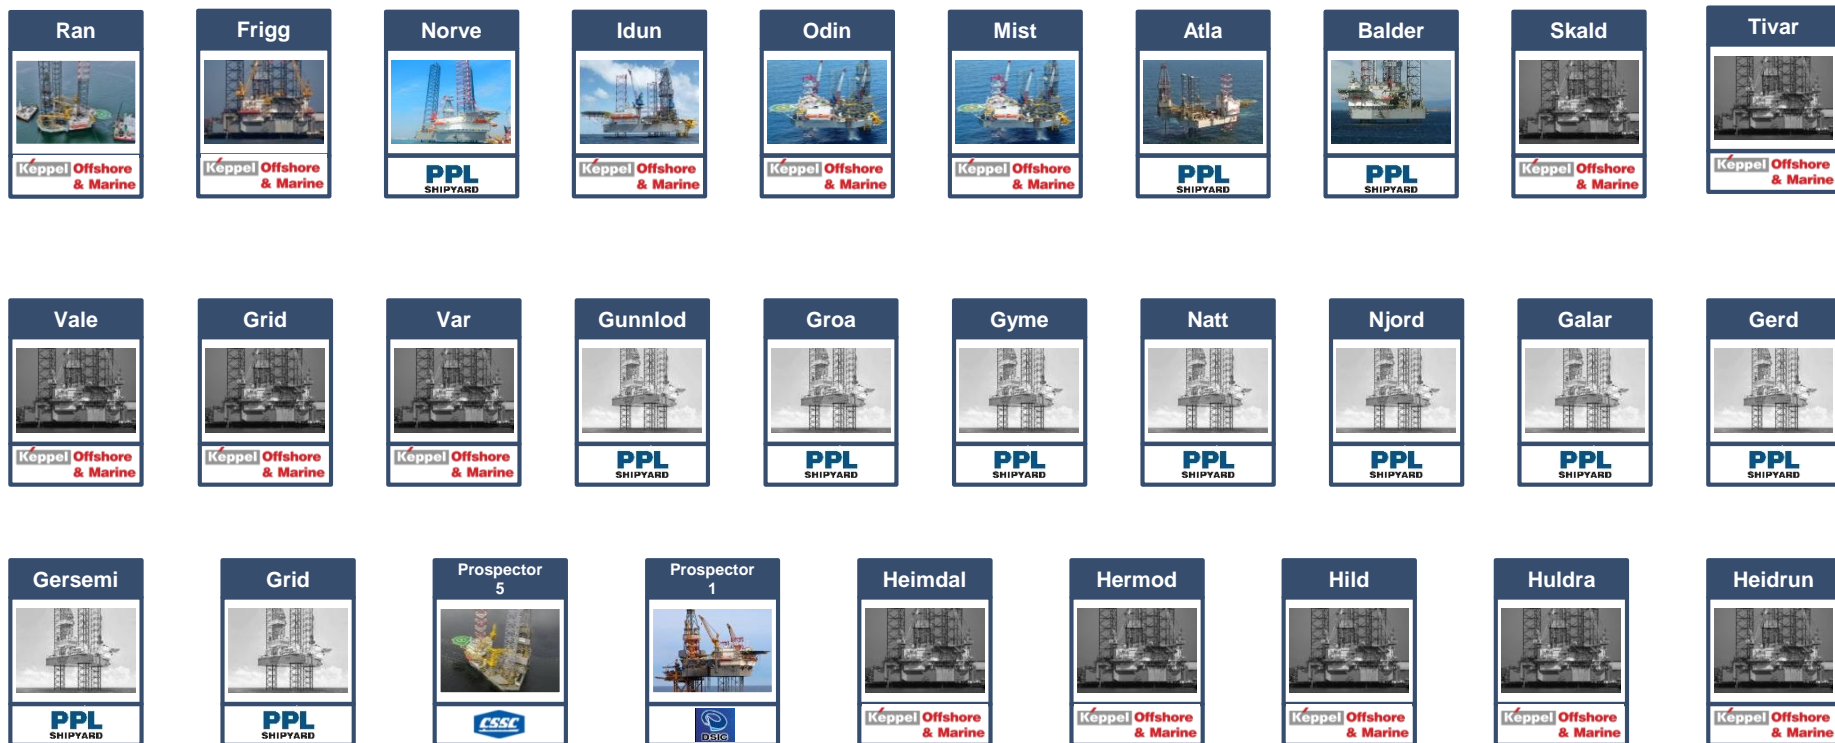 Ran
Frigg
Norve
Idun
Odin
Mist
Atla
Balder
Skald
Tivar
Keppel Offshore
& Marine
Keppel Offshore
& Marine
PPL
SHIPYARD
Keppel Offshore
& Marine
Keppel Offshore
& Marine
Keppel Offshore
& Marine
PPL
SHIPYARD
PPL
SHIPYARD
Keppel Offshore
& Marine
Keppel Offshore
& Marine
Vale
Grid
Var
Gunnlod
Groa
Gyme
Natt
Njord
Galar
Gerd
Keppel Offshore
& Marine
Keppel Offshore
& Marine
Keppel Offshore
& Marine
PPL
SHIPYARD
PPL
SHIPYARD
PPL
SHIPYARD
PPL
SHIPYARD
PPL
SHIPYARD
PPL
SHIPYARD
PPL
SHIPYARD
Gersemi
Grid
Prospector
5
Prospector
1
Heimdal
Hermod
Hild
Huldra
Heidrun
PPL
SHIPYARD
PPL
SHIPYARD
CSSC
DSIC
Keppel Offshore
& Marine
Keppel Offshore
& Marine
Keppel Offshore
& Marine
Keppel Offshore
& Marine
Keppel Offshore
& Marine